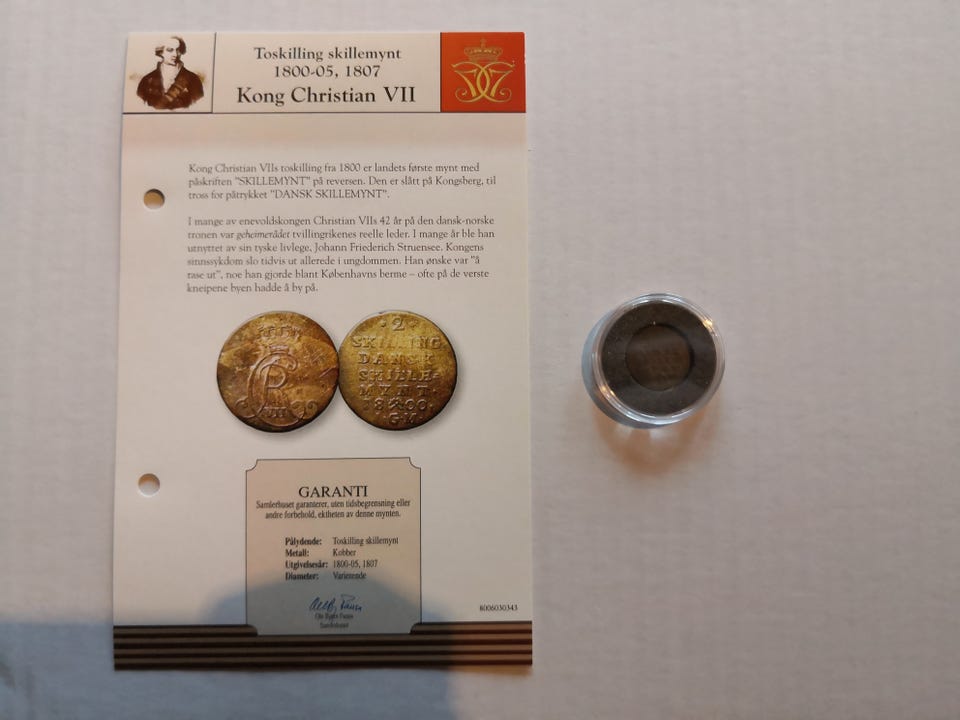 Toskilling skillemynt
1800-05, 1807
Kong Christian VII
Kong Christian VIIs toskilling fra 1800 er landets første mynt med
påskriften "SKILLEMYNT" på reversen. Den er slått på Kongsberg, til
tross for påtrykket "DANSK SKILLEMYNT".
I mange av enevoldskongen Christian VIIs 42 år på den dansk-norske
tronen var geheimerådet tvillingrikenes reelle leder. I mange år ble han
utnyttet av sin tyske livlege, Johann Friederich Struensee. Kongens
sinnssykdom slo tidvis ut allerede i ungdommen. Han ønske var "å
rase ut", noe han gjorde blant Københavns berme – ofte på de verste
kneipene byen hadde å by på.
VII
2
SKILLING
DANSK
SKILLE-
MYNT
1800
G.M.
GARANTI
Samlerhuset garanterer, uten tidsbegrensning eller
andre forbehold, ektheten av denne mynten.
Pålydende: Toskilling skillemynt
Metall: Kobber
Utgivelsesår: 1800-05, 1807
Diameter: Varierende
Samlerhuset
8006030343